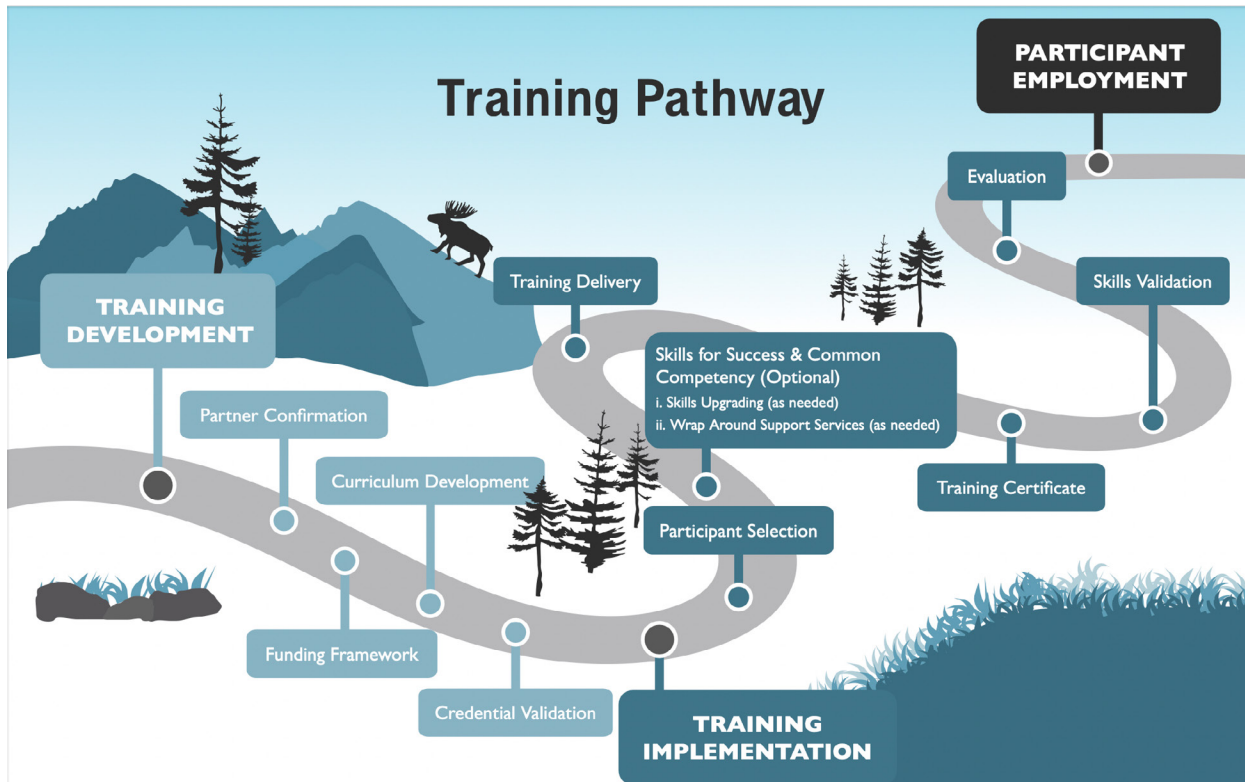 Training Pathway
PARTICIPANT
EMPLOYMENT
Evaluation
Skills Validation
Training Delivery
TRAINING
DEVELOPMENT
Skills for Success & Common
Competency (Optional)
i. Skills Upgrading (as needed)
ii. Wrap Around Support Services (as needed)
Partner Confirmation
Curriculum Development
Training Certificate
Participant Selection
Funding Framework
Credential Validation
TRAINING
IMPLEMENTATION